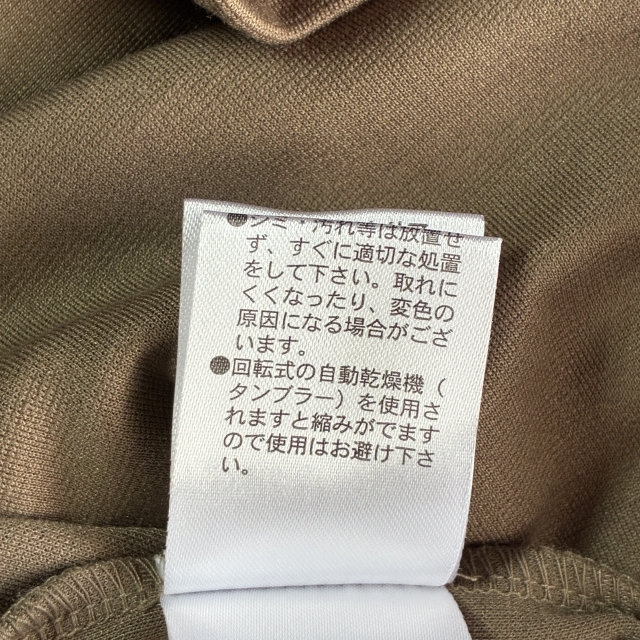 ●シミ・汚れ等は放置せ
ず、すぐに適切な処置
をして下さい。取れに
くくなったり、変色の
原因になる場合がござ
います。
●回転式の自動乾燥機（
タンブラー）を使用さ
れますと縮みがでます
ので使用はお避け下さ
い。